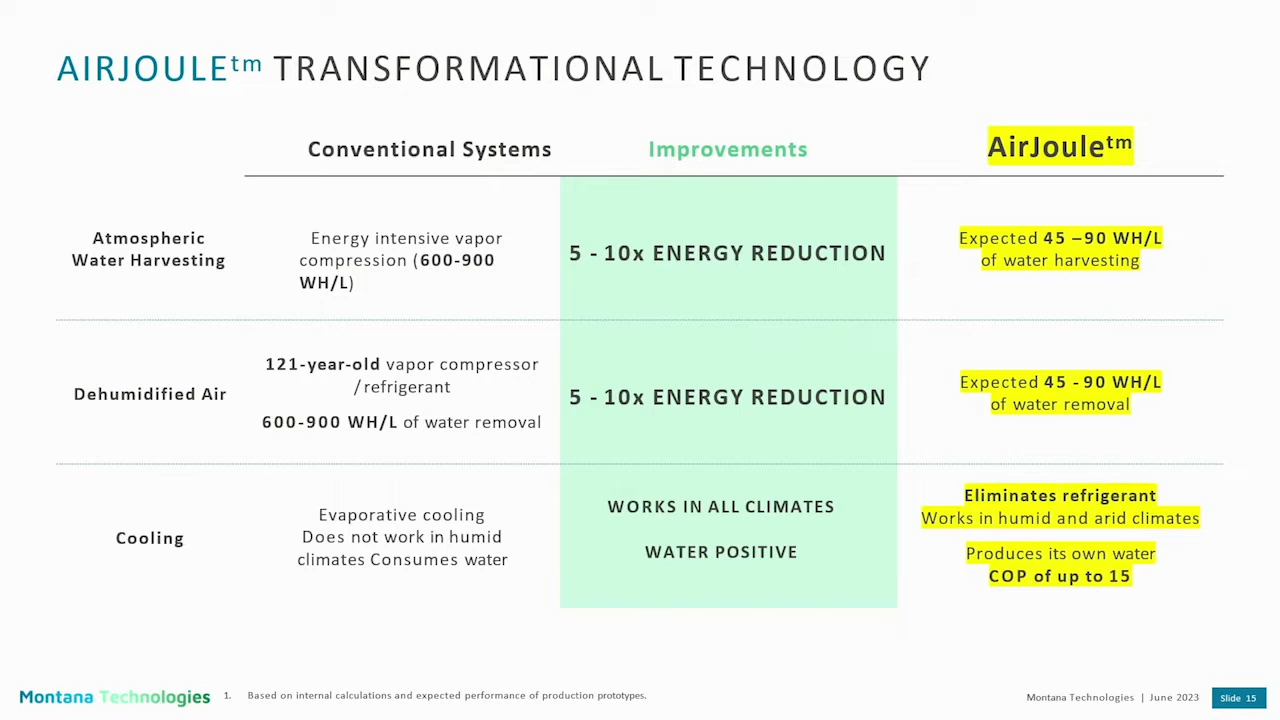 AIRJOULEtm TRANSFORMATIONAL TECHNOLOGY
Conventional Systems
Improvements
AirJouletm
Atmospheric
Water Harvesting
Energy intensive vapor
compression (600-900
WH/L)
5 - 10x ENERGY REDUCTION
Expected 45 –90 WH/L
of water harvesting
Dehumidified Air
121-year-old vapor compressor
/refrigerant
600-900 WH/L of water removal
5 - 10x ENERGY REDUCTION
Expected 45 - 90 WH/L
of water removal
Cooling
Evaporative cooling
Does not work in humid
climates Consumes water
WORKS IN ALL CLIMATES
WATER POSITIVE
Eliminates refrigerant
Works in humid and arid climates
Produces its own water
COP of up to 15
Montana Technologies
1. Based on internal calculations and expected performance of production prototypes.
Montana Technologies | June 2023
Slide 15